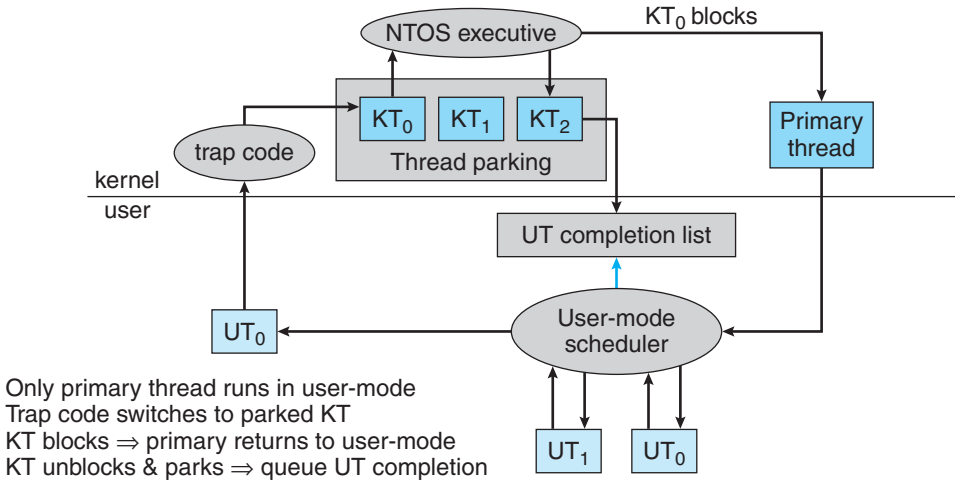 KT₀ blocks
NTOS executive
KT₀
KT₁
KT₂
Primary
thread
trap code
Thread parking
kernel
user
UT completion list
UT₀
User-mode
scheduler
Only primary thread runs in user-mode
Trap code switches to parked KT
KT blocks ⇒ primary returns to user-mode
KT unblocks & parks ⇒ queue UT completion
UT₁
UT₀